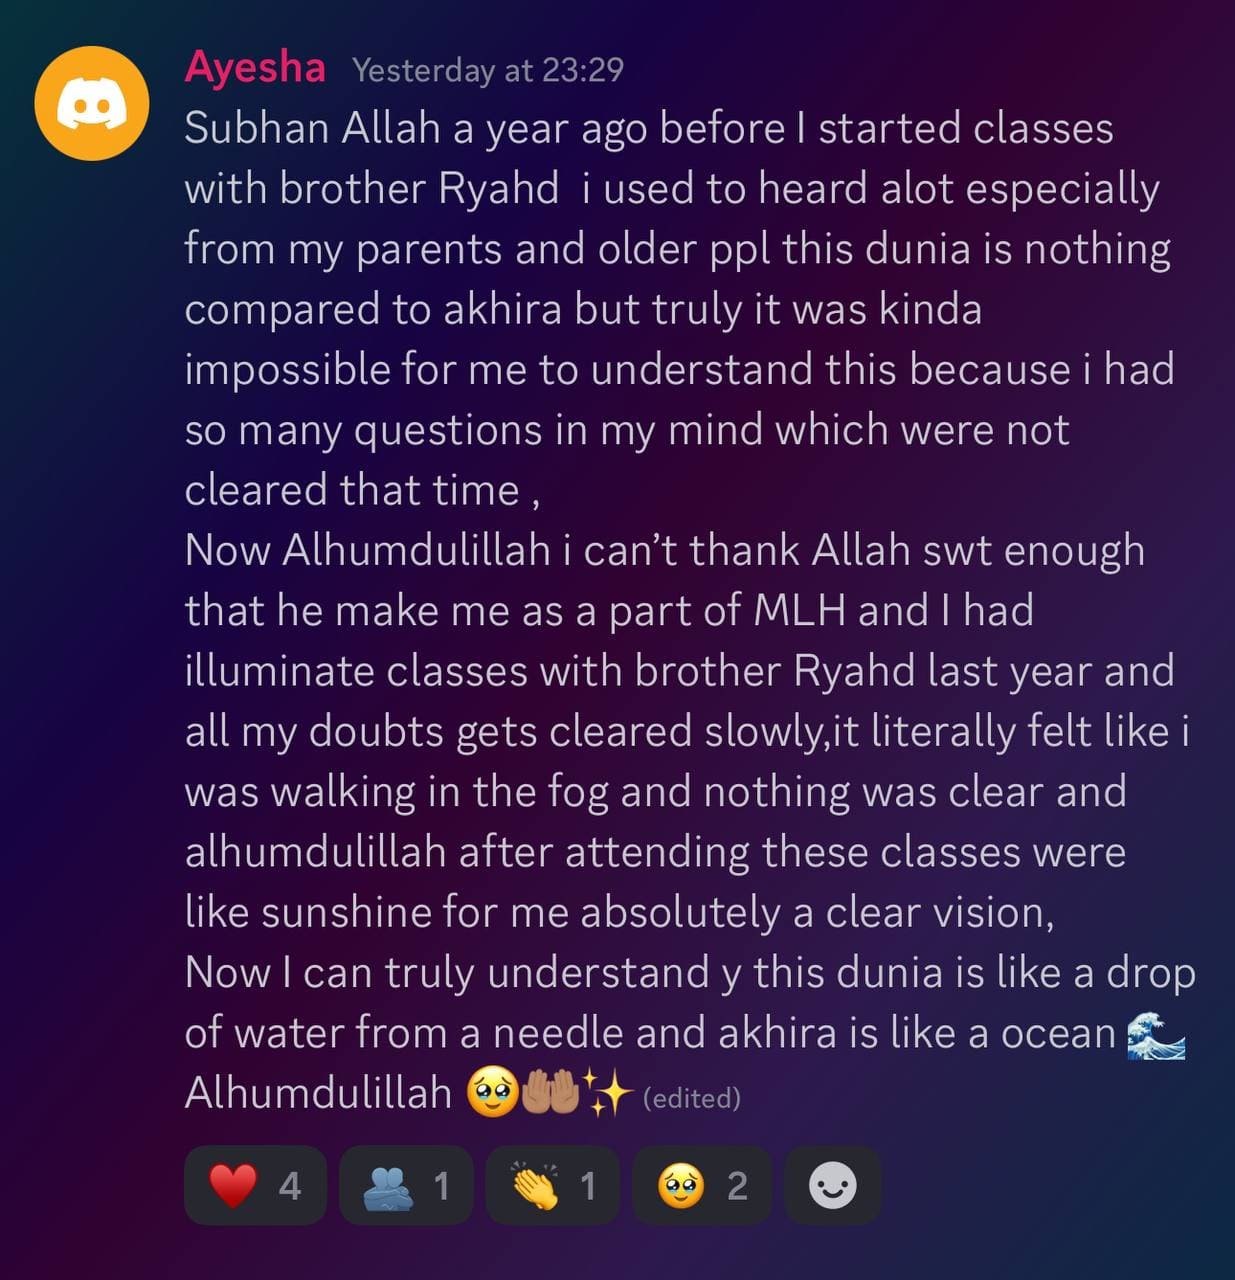 Ayesha Yesterday at 23:29
Subhan Allah a year ago before I started classes
with brother Ryahd  i used to heard alot especially
from my parents and older ppl this dunia is nothing
compared to akhira but truly it was kinda
impossible for me to understand this because i had
so many questions in my mind which were not
cleared that time ,
Now Alhumdulillah i can’t thank Allah swt enough
that he make me as a part of MLH and I had
illuminate classes with brother Ryahd last year and
all my doubts gets cleared slowly,it literally felt like i
was walking in the fog and nothing was clear and
alhumdulillah after attending these classes were
like sunshine for me absolutely a clear vision,
Now I can truly understand y this dunia is like a drop
of water from a needle and akhira is like a ocean 🌊
Alhumdulillah 🥹🤲🏽✨ (edited)
❤️ 4 🫂 1 👏 1 🥹 2